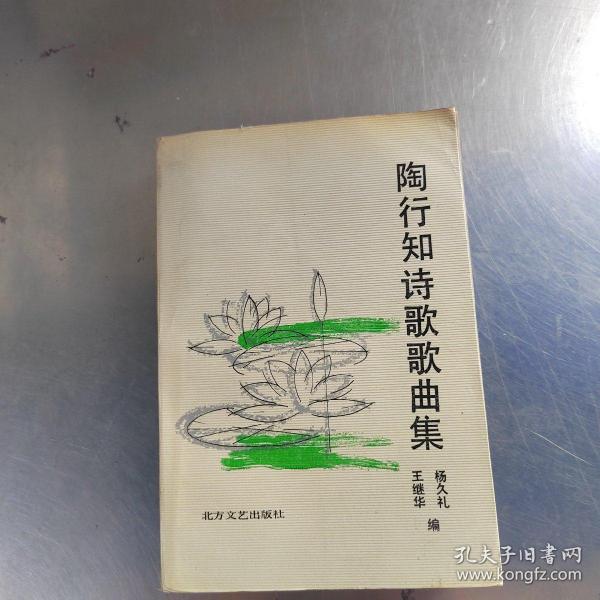 陶行知诗歌歌曲集
杨久礼
王继华
编
北方文艺出版社
孔夫子旧书网
www.kongfz.com